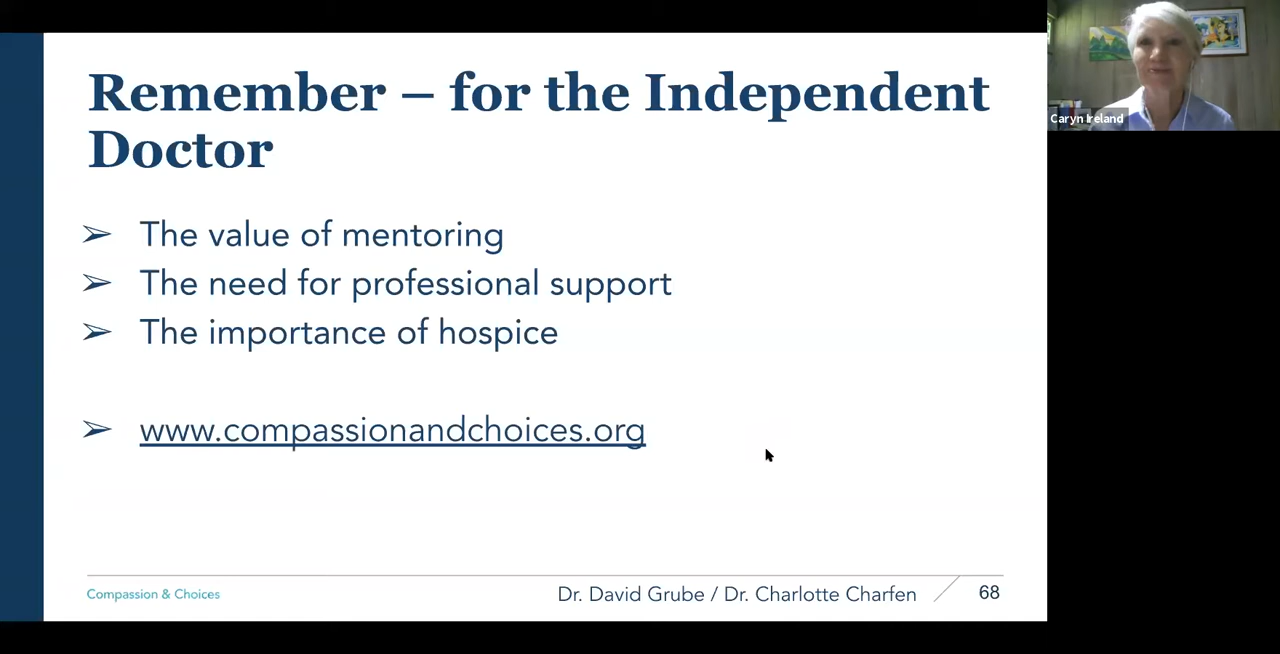 Remember – for the Independent
Doctor
➢ The value of mentoring
➢ The need for professional support
➢ The importance of hospice
➢ www.compassionandchoices.org
Compassion & Choices
Dr. David Grube / Dr. Charlotte Charfen
68
Caryn Ireland